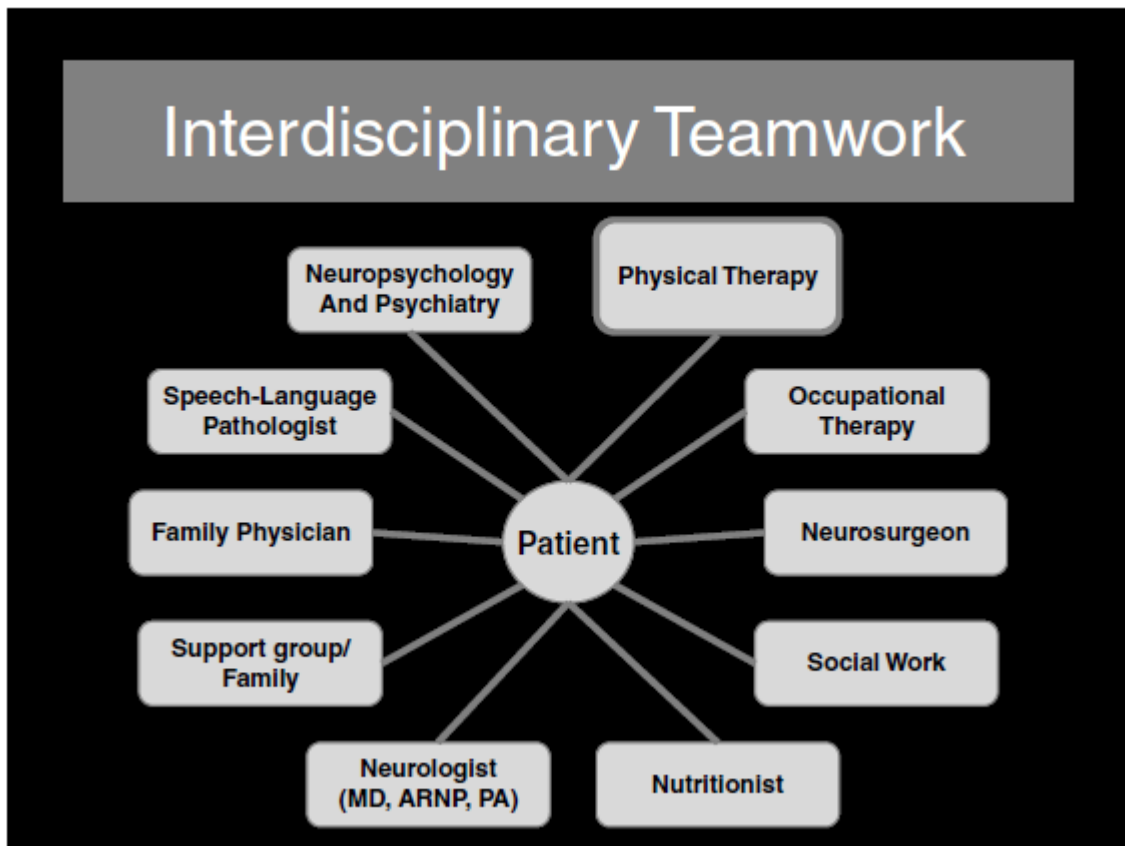 Interdisciplinary Teamwork
Neuropsychology
And Psychiatry
Physical Therapy
Speech-Language
Pathologist
Occupational
Therapy
Family Physician
Patient
Neurosurgeon
Support group/
Family
Social Work
Neurologist
(MD, ARNP, PA)
Nutritionist